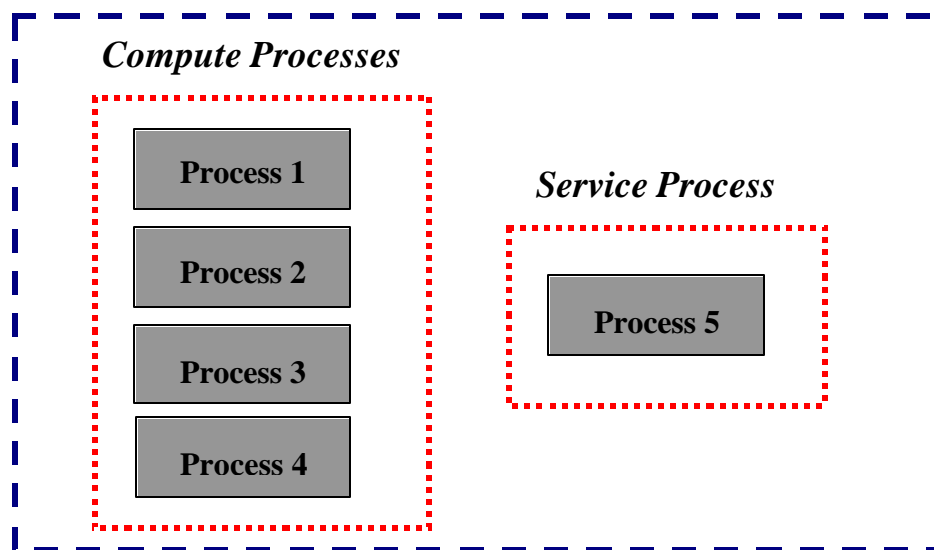 Compute Processes
Process 1
Process 2
Process 3
Process 4
Service Process
Process 5